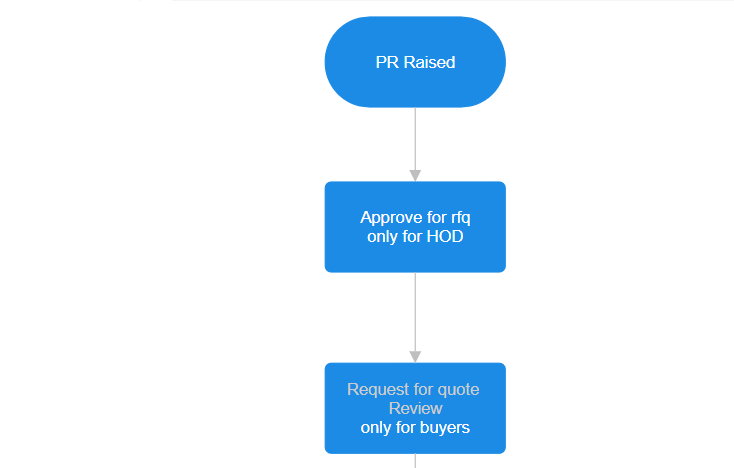 PR Raised
Approve for rfq
only for HOD
Request for quote
Review
only for buyers